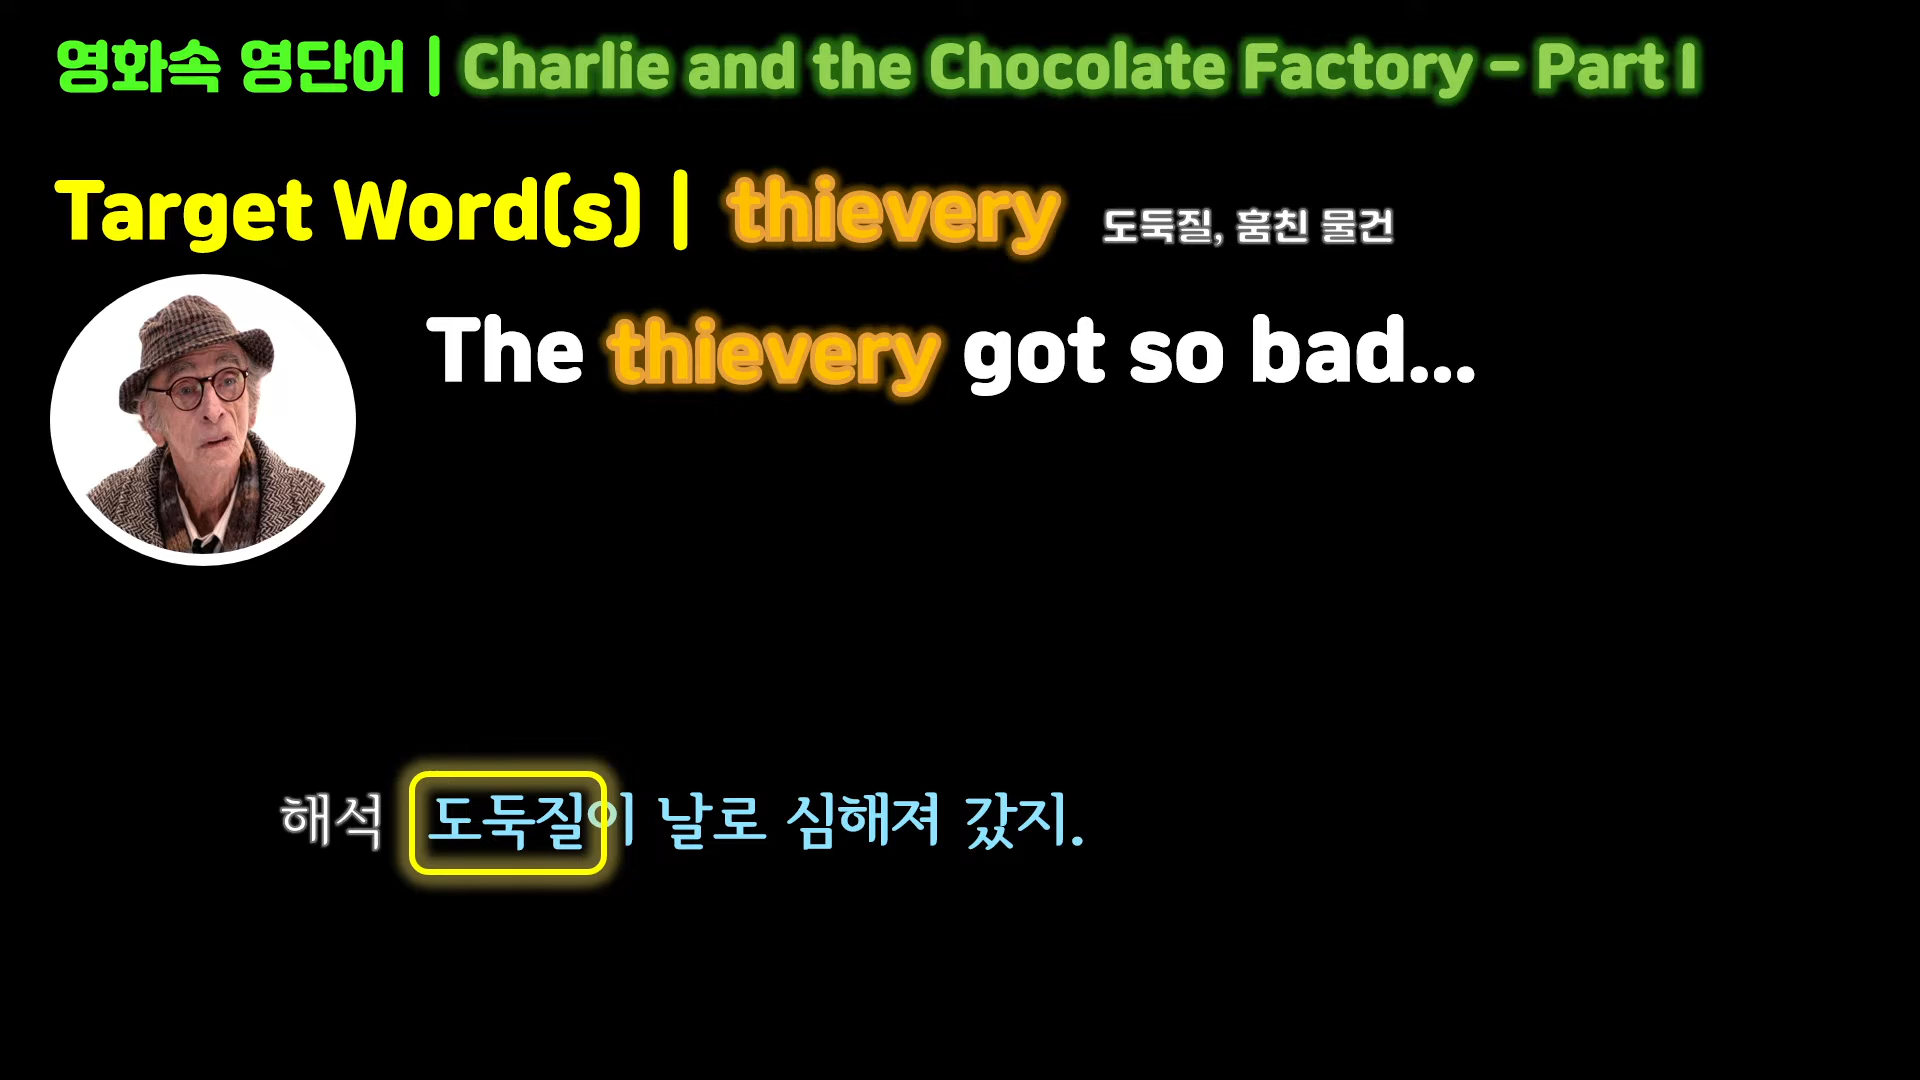 영화속 영단어 | Charlie and the Chocolate Factory - Part I
Target Word(s) | thievery 도둑질, 훔친 물건
The thievery got so bad...
해석 도둑질이 날로 심해져 갔지.